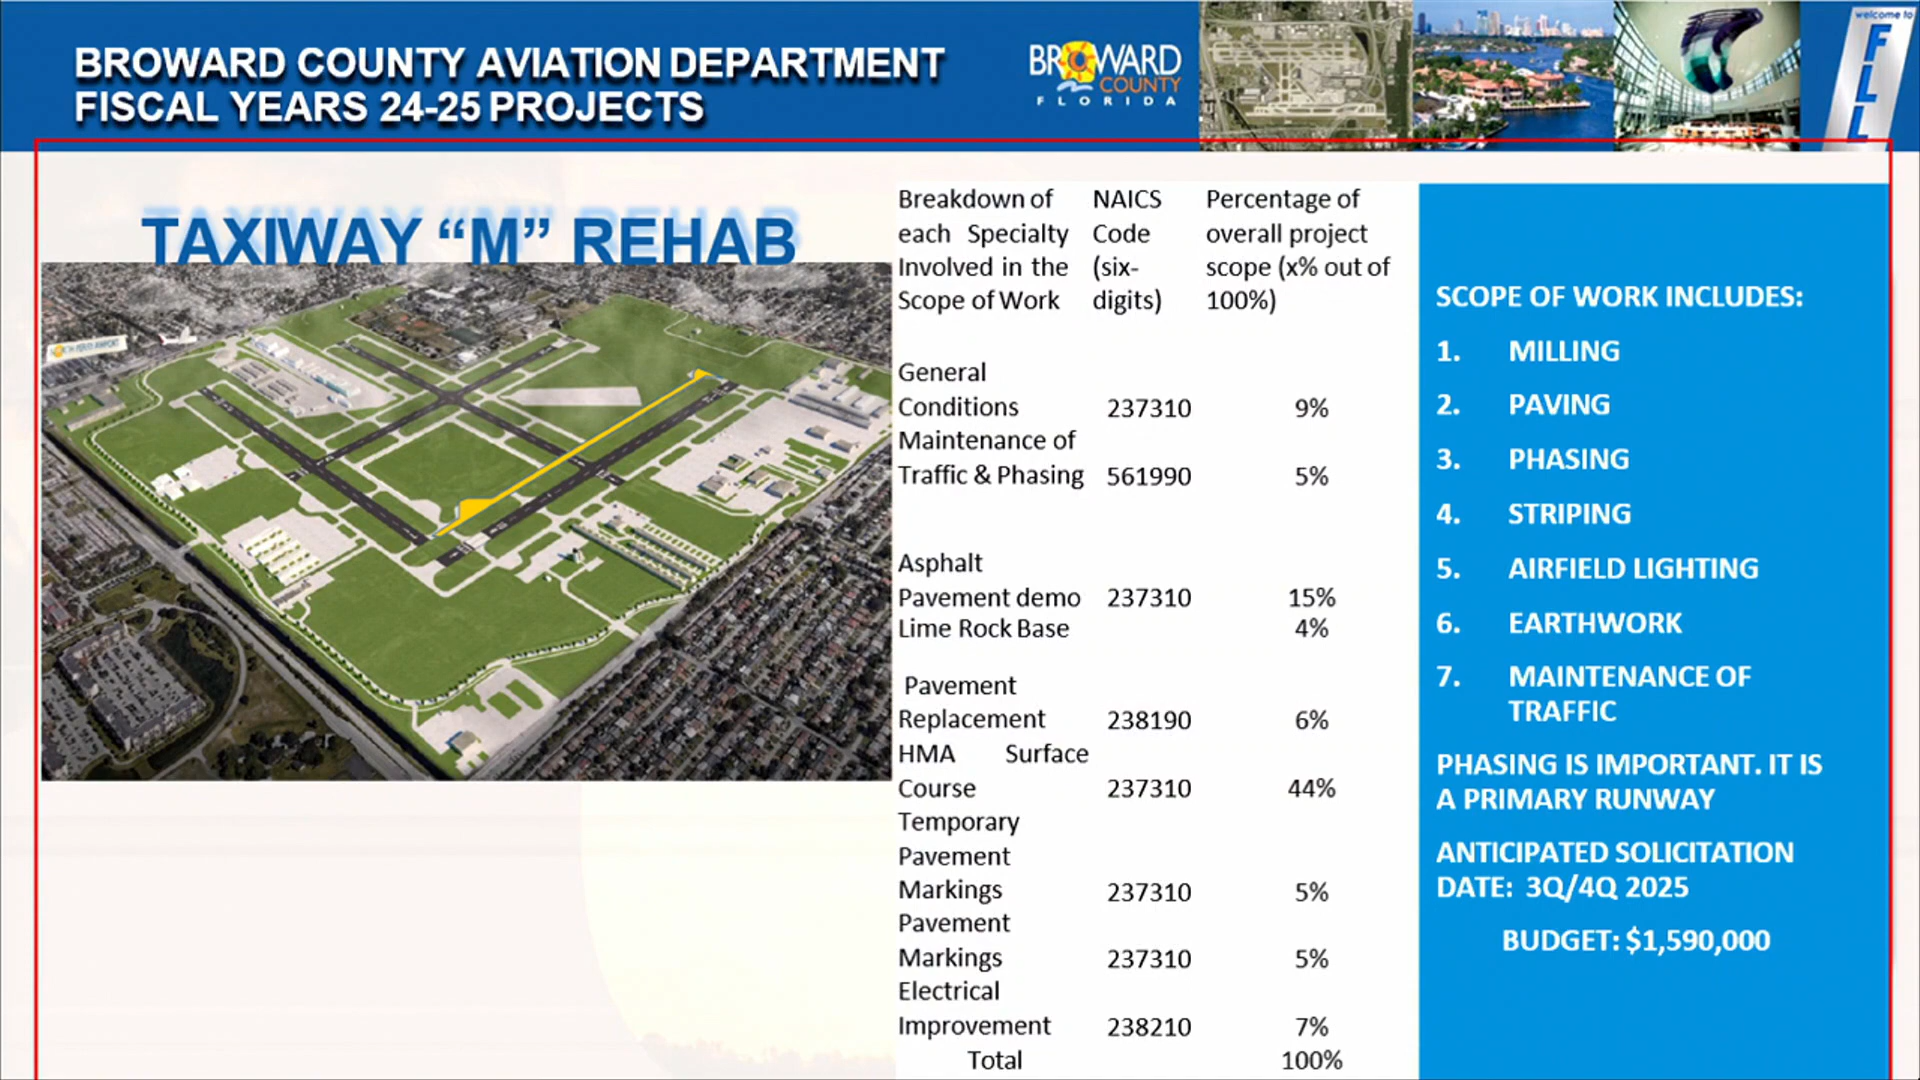 BROWARD COUNTY AVIATION DEPARTMENT
FISCAL YEARS 24-25 PROJECTS
BROWARD
COUNTY
FLORIDA
welcome to
FLL
TAXIWAY “M” REHAB
Breakdown of each Specialty Involved in the Scope of Work NAICS Code (six-digits) Percentage of overall project scope (x% out of 100%)
General
Conditions 237310 9%
Maintenance of
Traffic & Phasing 561990 5%
Asphalt
Pavement demo 237310 15%
Lime Rock Base 4%
Pavement
Replacement 238190 6%
HMA Surface
Course 237310 44%
Temporary
Pavement
Markings 237310 5%
Pavement
Markings 237310 5%
Electrical
Improvement 238210 7%
Total 100%
SCOPE OF WORK INCLUDES:
1. MILLING
2. PAVING
3. PHASING
4. STRIPING
5. AIRFIELD LIGHTING
6. EARTHWORK
7. MAINTENANCE OF
TRAFFIC
PHASING IS IMPORTANT. IT IS
A PRIMARY RUNWAY
ANTICIPATED SOLICITATION
DATE: 3Q/4Q 2025
BUDGET: $1,590,000